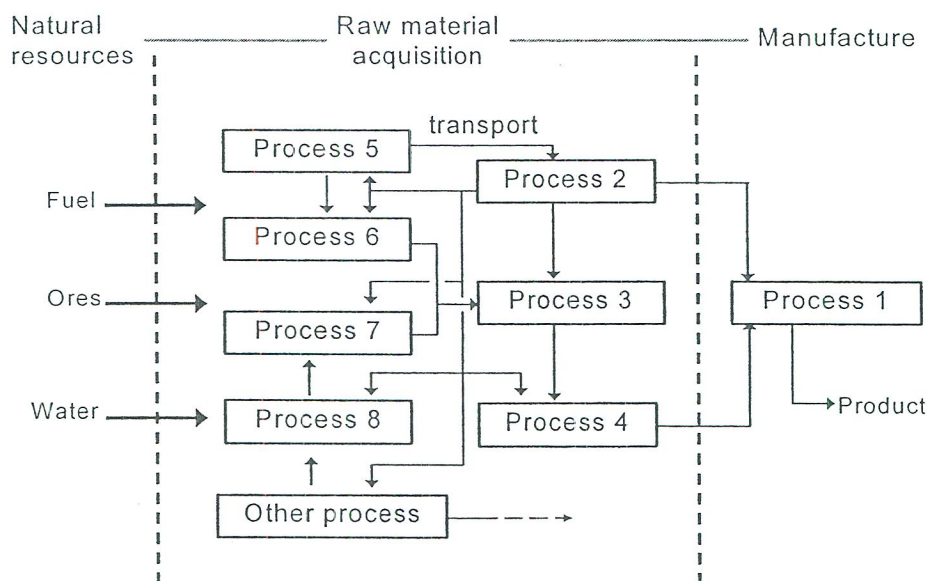 Natural
resources
Raw material
acquisition
Manufacture
transport
Process 5
Process 2
Fuel
Process 6
Ores
Process 3
Process 1
Process 7
Water
Process 8
Process 4
Product
Other process